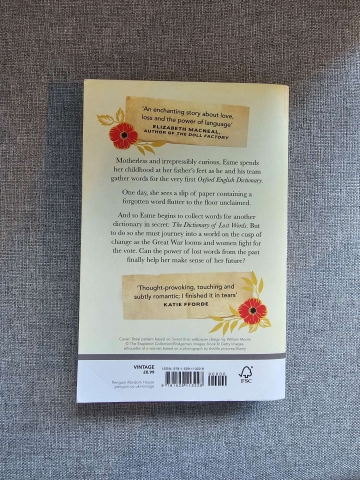 'An enchanting story about love,
loss and the power of language'
ELIZABETH MACNEAL,
AUTHOR OF THE DOLL FACTORY
Motherless and irrepressibly curious, Esme spends
her childhood at her father's feet as he and his team
gather words for the very first Oxford English Dictionary.
One day, she sees a slip of paper containing a
forgotten word flutter to the floor unclaimed.
And so Esme begins to collect words for another
dictionary in secret: The Dictionary of Lost Words. But
to do so she must journey into a world on the cusp of
change as the Great War looms and women fight for
the vote. Can the power of lost words from the past
finally help her make sense of her future?
'Thought-provoking, touching and
subtly romantic; I finished it in tears'
KATIE FFORDE
VINTAGE
£8.99
Penguin Random House
FSC